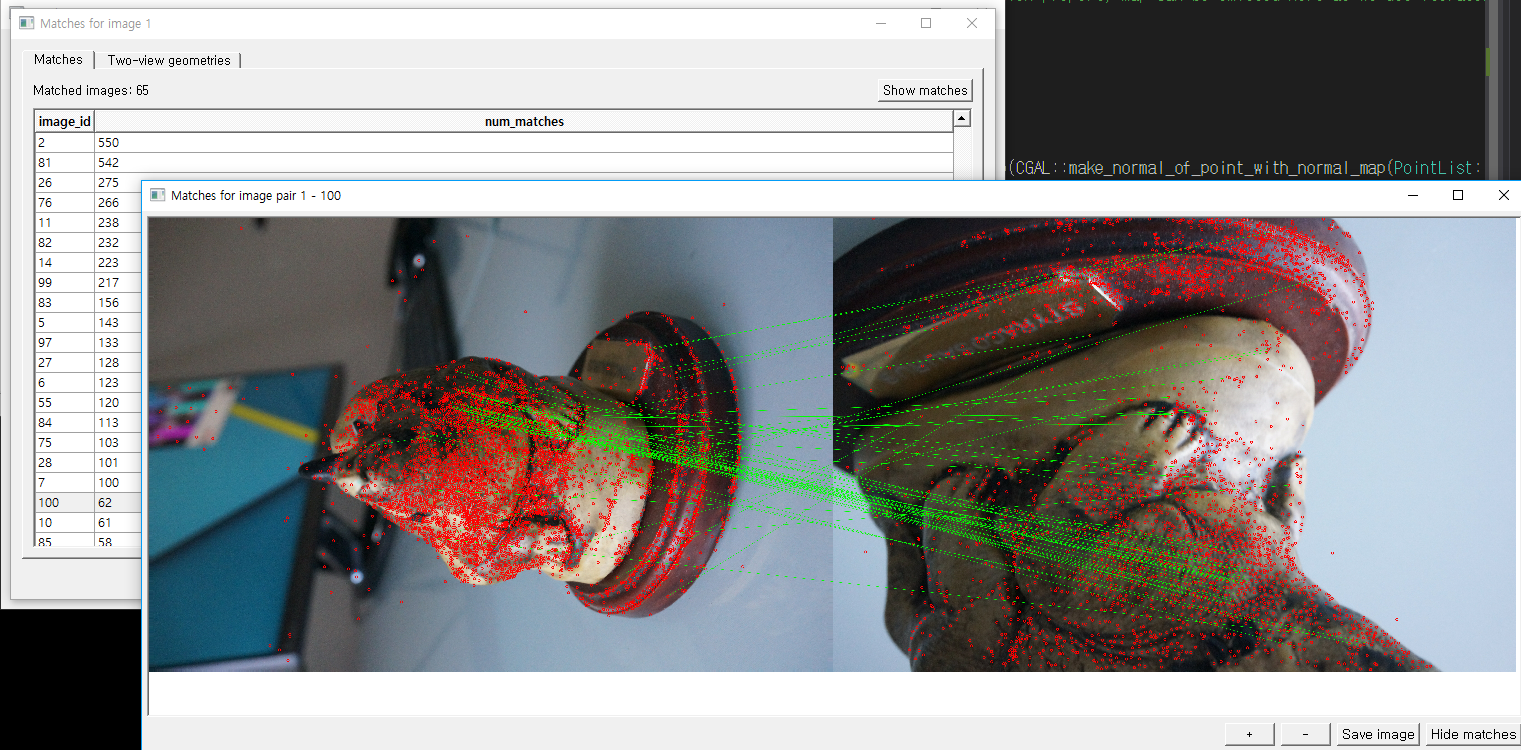 Matches for image 1
Matches
Two-view geometries
Matched images: 65
Show matches
image_id num_matches
2 550
81 542
26 275
76 266
11 238
82 232
14 223
99 217
83 156
5 143
97 133
27 128
6 123
55 120
84 113
75 103
28 101
7 100
100 62
10 61
85 58
(CGAL::make_normal_of_point_with_normal_map(PointList:
Matches for image pair 1 - 100
+
-
Save image
Hide matches